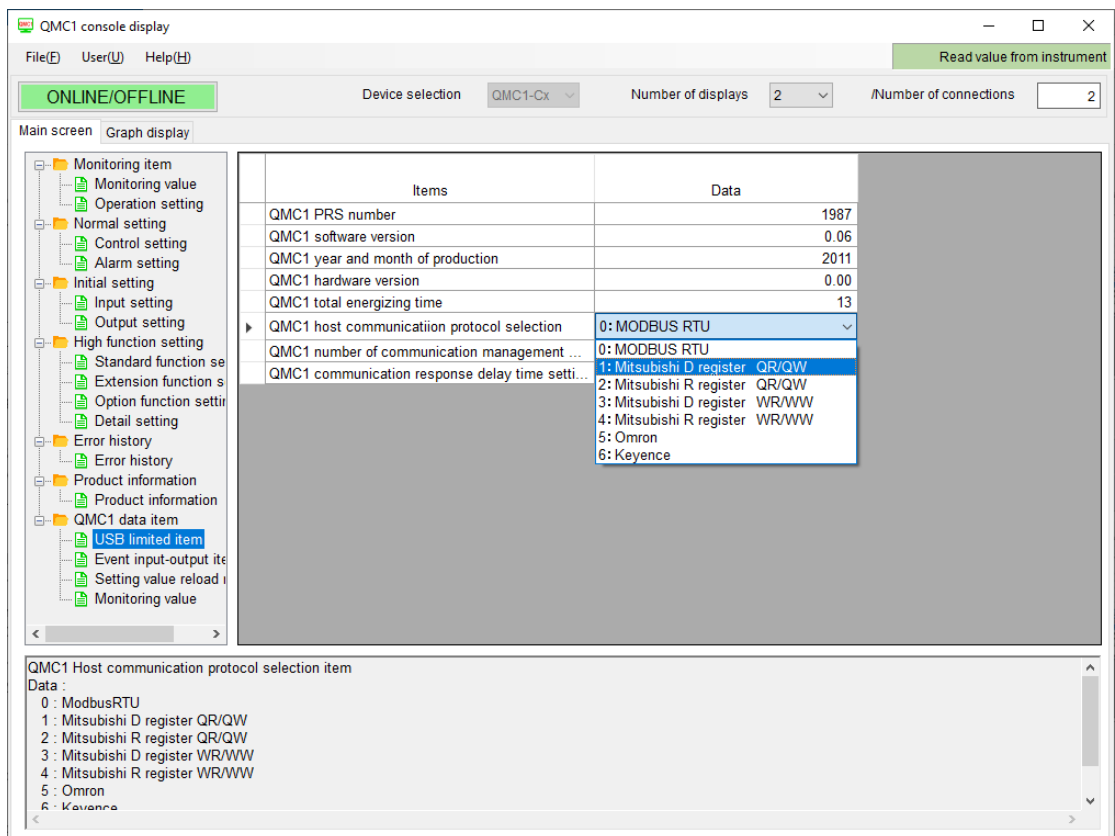 QMC1 console display
File(F) User(U) Help(H)
Read value from instrument
ONLINE/OFFLINE
Device selection QMC1-Cx
Number of displays 2
/Number of connections 2
Main screen Graph display
Monitoring item
Monitoring value
Operation setting
Normal setting
Control setting
Alarm setting
Initial setting
Input setting
Output setting
High function setting
Standard function se
Extension function s
Option function settin
Detail setting
Error history
Error history
Product information
Product information
QMC1 data item
USB limited item
Event input-output ite
Setting value reload
Monitoring value
Items Data
QMC1 PRS number 1987
QMC1 software version 0.06
QMC1 year and month of production 2011
QMC1 hardware version 0.00
QMC1 total energizing time 13
QMC1 host communicatiion protocol selection 0: MODBUS RTU
QMC1 number of communication management ...
QMC1 communication response delay time setti...
0: MODBUS RTU
1: Mitsubishi D register QR/QW
2: Mitsubishi R register QR/QW
3: Mitsubishi D register WR/WW
4: Mitsubishi R register WR/WW
5: Omron
6: Keyence
QMC1 Host communication protocol selection item
Data :
0 : ModbusRTU
1 : Mitsubishi D register QR/QW
2 : Mitsubishi R register QR/QW
3 : Mitsubishi D register WR/WW
4 : Mitsubishi R register WR/WW
5 : Omron
6 : Keyence